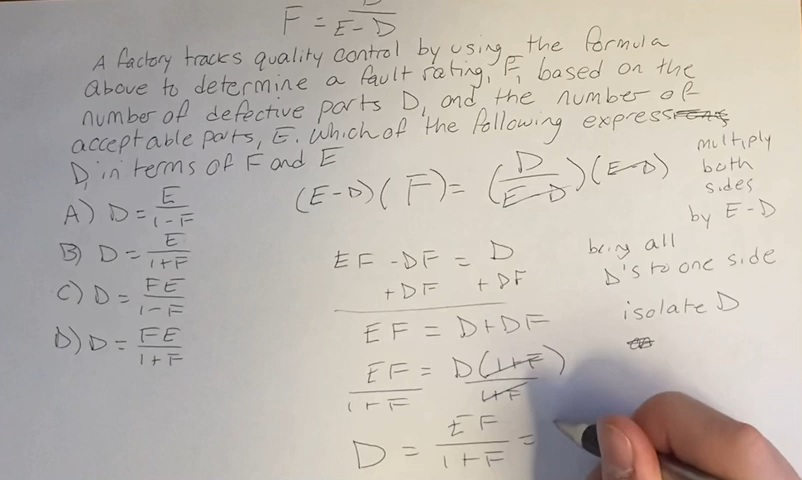 F = D / E - D
A factory tracks quality control by using the formula
above to determine a fault rating, F, based on the
number of defective parts D, and the number of
acceptable parts, E. Which of the following express
D, in terms of F and E
A) D = E / 1-F
B) D = E / 1+F
C) D = FE / 1-F
D) D = FE / 1+F
(E-D)(F) = (D / E-D)(E-D)
multiply
both
sides
by E-D
EF - DF = D
+DF +DF
being all
D's to one side
EF = D+DF
isolate D
EF / 1+F = D(1+F) / 1+F
D = EF / 1+F =